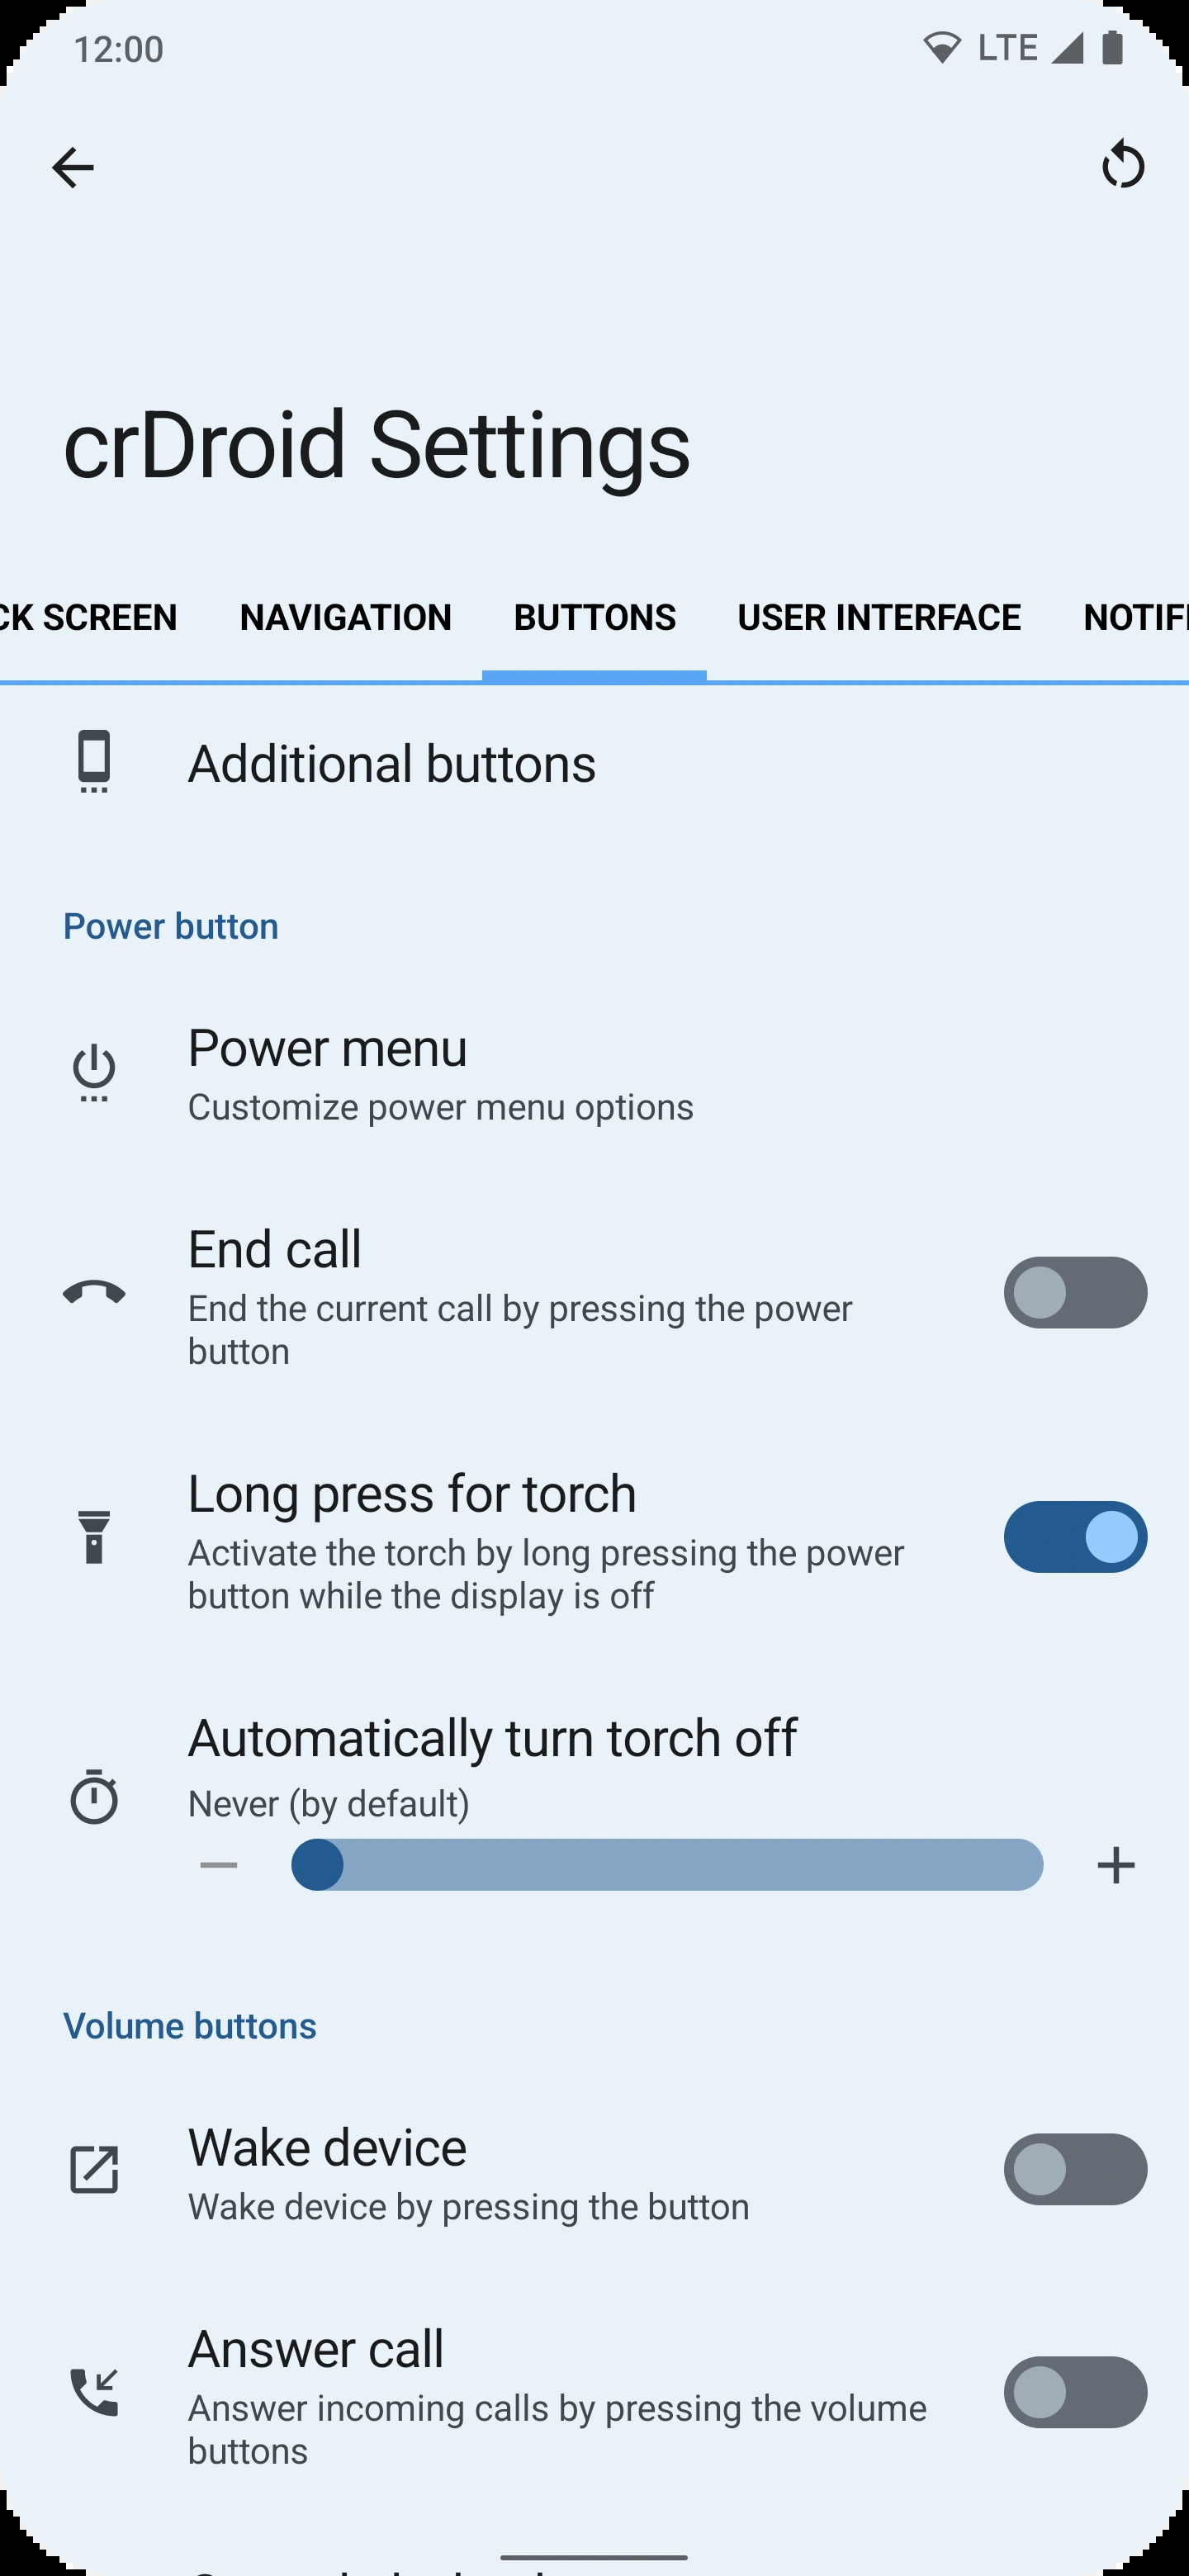 12:00 LTE
crDroid Settings
CK SCREEN NAVIGATION BUTTONS USER INTERFACE NOTIFI
Additional buttons
Power button
Power menu
Customize power menu options
End call
End the current call by pressing the power
button
Long press for torch
Activate the torch by long pressing the power
button while the display is off
Automatically turn torch off
Never (by default)
Volume buttons
Wake device
Wake device by pressing the button
Answer call
Answer incoming calls by pressing the volume
buttons